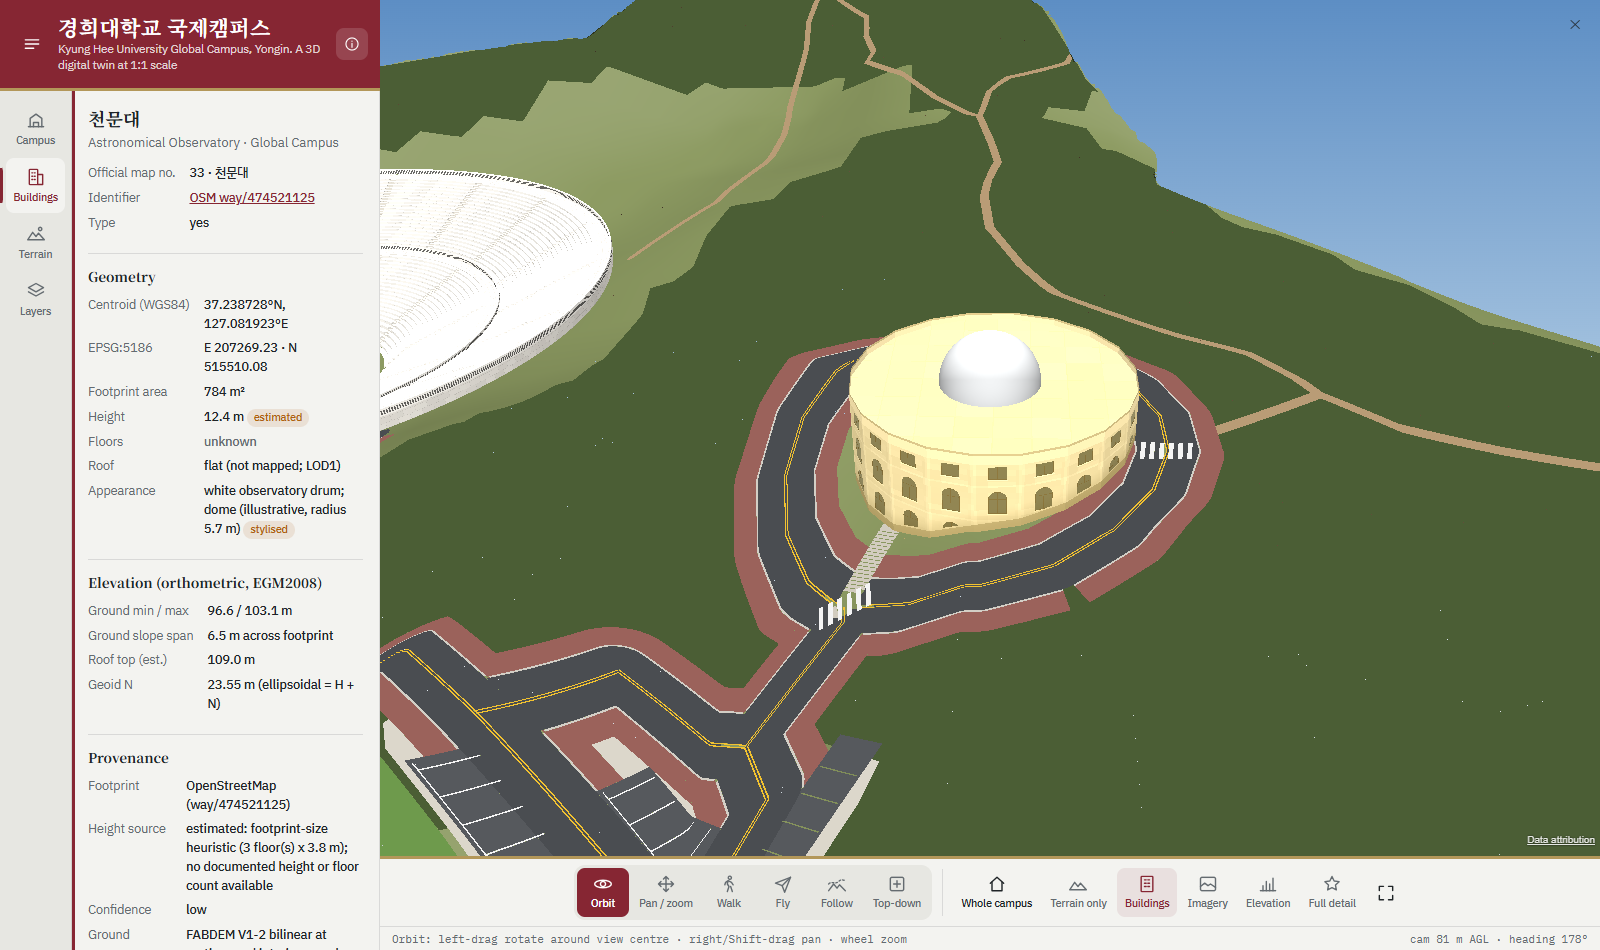 경희대학교 국제캠퍼스
Kyung Hee University Global Campus, Yongin. A 3D
digital twin at 1:1 scale
Campus
Buildings
Terrain
Layers
천문대
Astronomical Observatory · Global Campus
Official map no. 33 · 천문대
Identifier OSM way/474521125
Type yes
Geometry
Centroid (WGS84) 37.238728°N,
127.081923°E
EPSG:5186 E 207269.23 · N
515510.08
Footprint area 784 m²
Height 12.4 m estimated
Floors unknown
Roof flat (not mapped; LOD1)
Appearance white observatory drum;
dome (illustrative, radius
5.7 m) stylised
Elevation (orthometric, EGM2008)
Ground min / max 96.6 / 103.1 m
Ground slope span 6.5 m across footprint
Roof top (est.) 109.0 m
Geoid N 23.55 m (ellipsoidal = H +
N)
Provenance
Footprint OpenStreetMap
(way/474521125)
Height source estimated: footprint-size
heuristic (3 floor(s) x 3.8 m);
no documented height or floor
count available
Confidence low
Ground FABDEM V1-2 bilinear at
Data attribution
Orbit
Pan / zoom
Walk
Fly
Follow
Top-down
Whole campus
Terrain only
Buildings
Imagery
Elevation
Full detail
Orbit: left-drag rotate around view centre · right/Shift-drag pan · wheel zoom
cam 81 m AGL · heading 178°